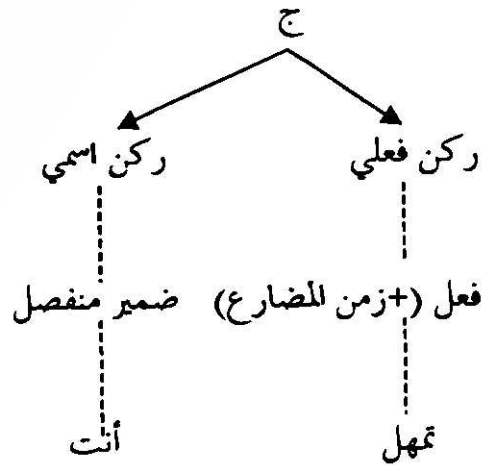 ج
ركن فعلي ركن اسمي
فعل (+زمن المضارع) ضمير منفصل
تمهل أنت